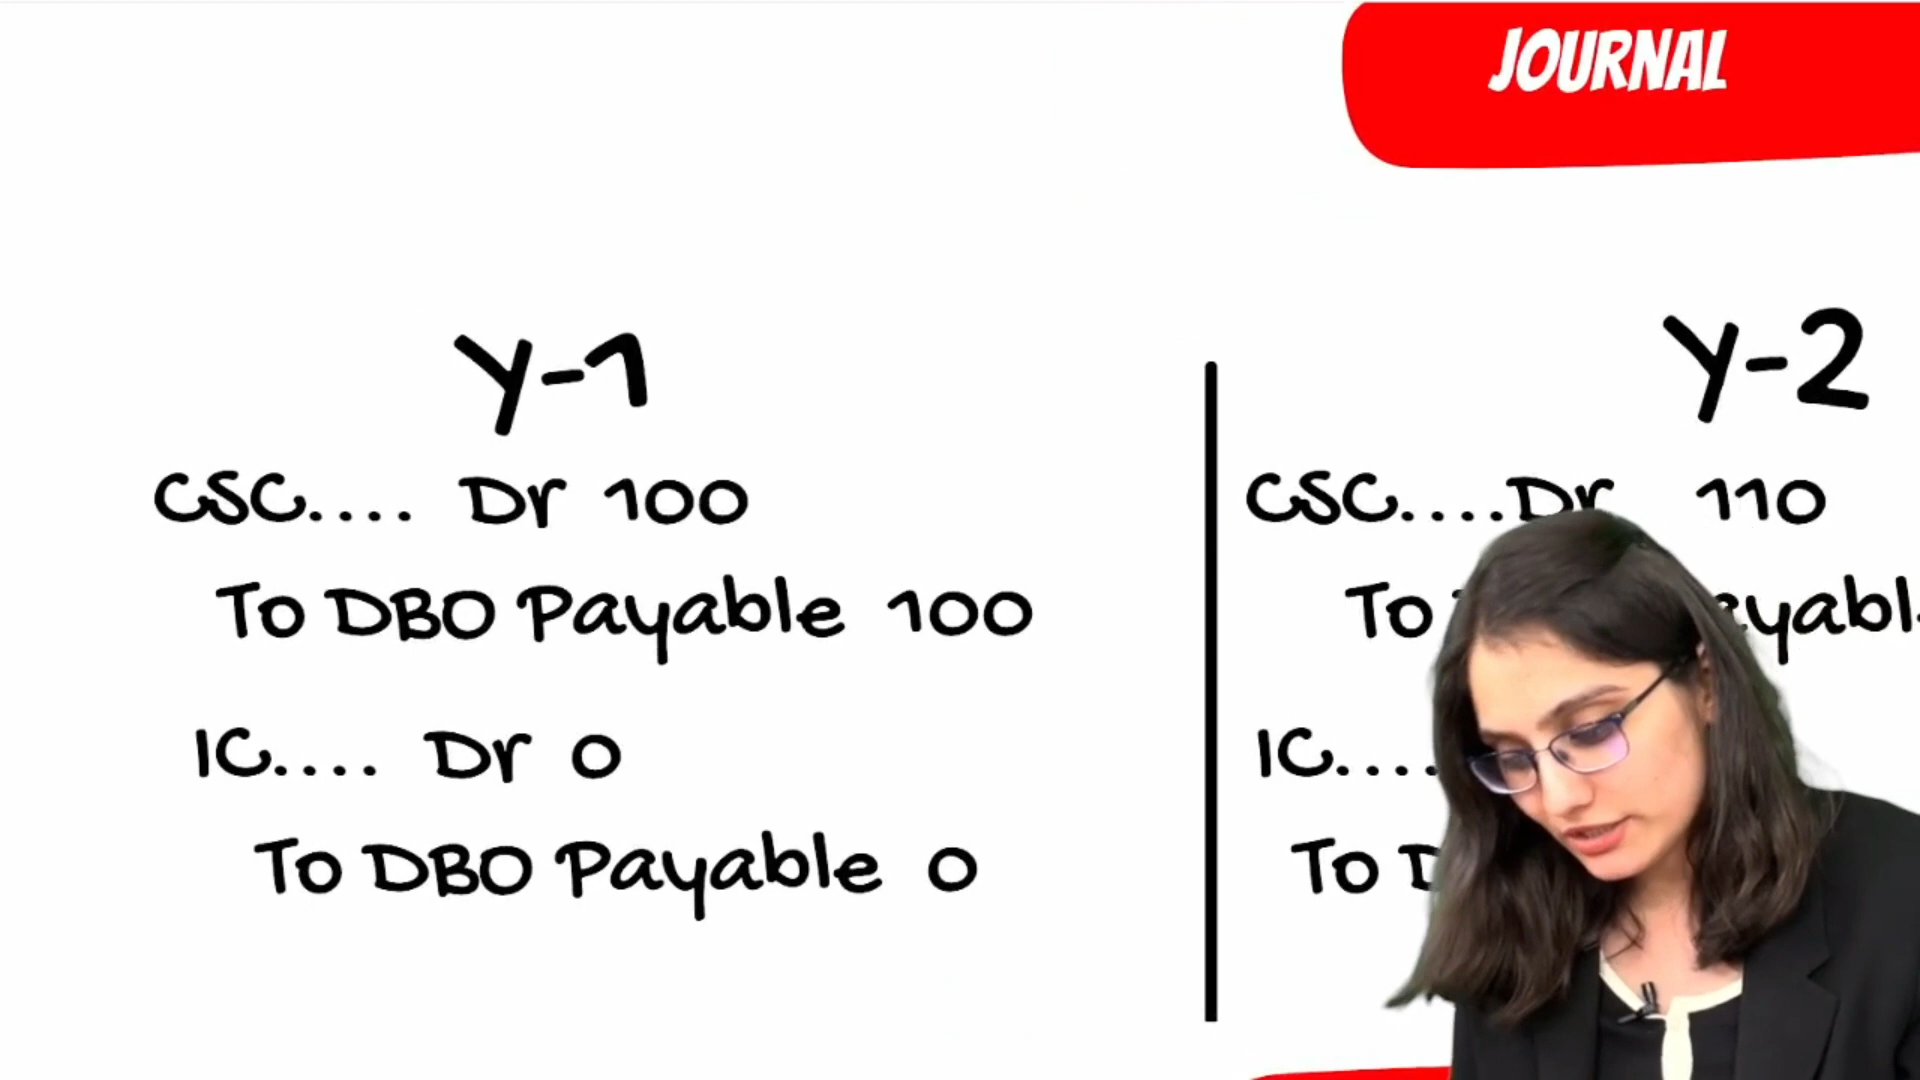 JOURNAL
Y-1
CSC.... Dr 100
To DBO Payable 100
IC.... Dr 0
To DBO Payable 0
Y-2
CSC....Dr 110
To
IC....
To